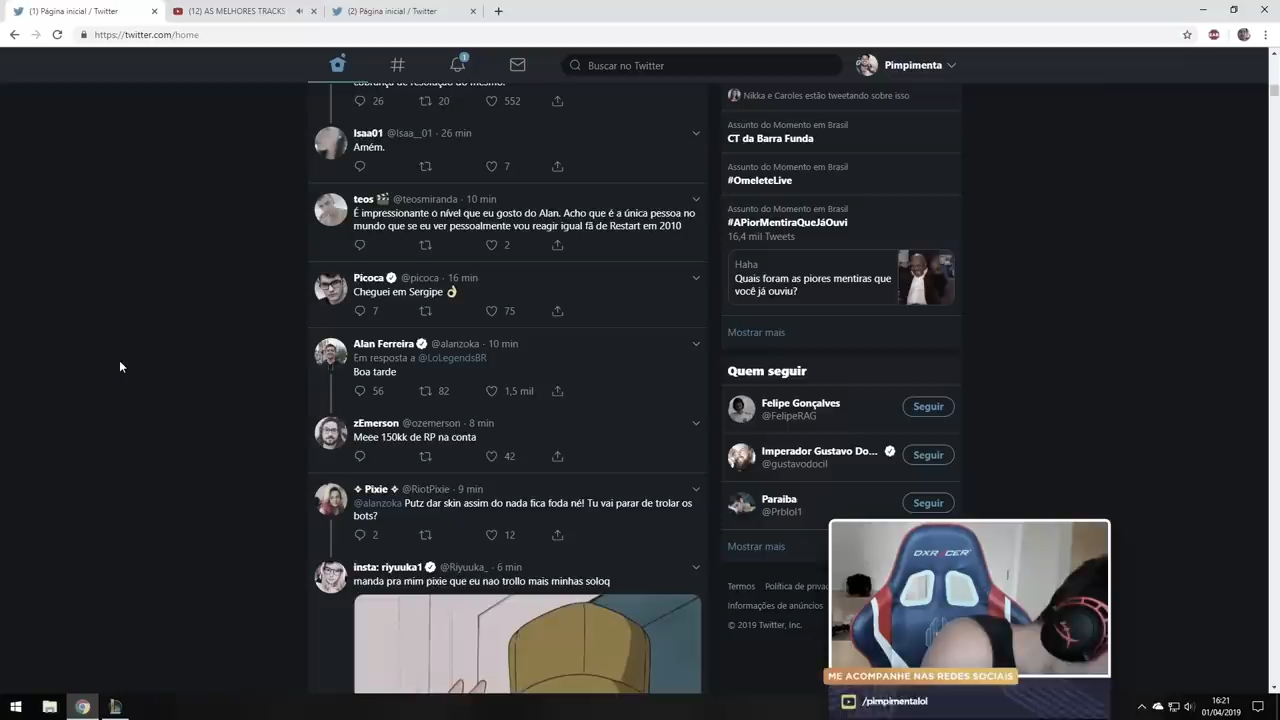 (1) Página inicial / Twitter
(12) AS MELHORES TRACKS
(2) Página inicial / Twitter
https://twitter.com/home
1
Buscar no Twitter
Pimpimenta
26 20 552
Isaa01 @Isaa__01 · 26 min
Amém.
7
teos @teosmiranda · 10 min
É impressionante o nível que eu gosto do Alan. Acho que é a única pessoa no
mundo que se eu ver pessoalmente vou reagir igual fã de Restart em 2010
2
Picoca @picoca · 16 min
Cheguei em Sergipe 👌
7 75
Alan Ferreira @alanzoka · 10 min
Em resposta a @LoLegendsBR
Boa tarde
56 82 1,5 mil
zEmerson @ozemerson · 8 min
Meee 150kk de RP na conta
42
✧ Pixie ✧ @RiotPixie · 9 min
@alanzoka Putz dar skin assim do nada fica foda né! Tu vai parar de trolar os
bots?
2 12
insta: riyuuka1 @Riyuuka_ · 6 min
manda pra mim pixie que eu nao trollo mais minhas soloq
Nikka e Caroles estão tweetando sobre isso
Assunto do Momento em Brasil
CT da Barra Funda
Assunto do Momento em Brasil
#OmeleteLive
Assunto do Momento em Brasil
#APiorMentiraQueJáOuvi
16,4 mil Tweets
Haha
Quais foram as piores mentiras que
você já ouviu?
Mostrar mais
Quem seguir
Felipe Gonçalves
@FelipeRAG
Seguir
Imperador Gustavo Do...
@gustavodocil
Seguir
Paraiba
@Prblol1
Seguir
Mostrar mais
Termos Política de privac
Informações de anúncios
© 2019 Twitter, Inc.
DXRACER
ME ACOMPANHE NAS REDES SOCIAIS
/pimpimentalol
16:21
01/04/2019